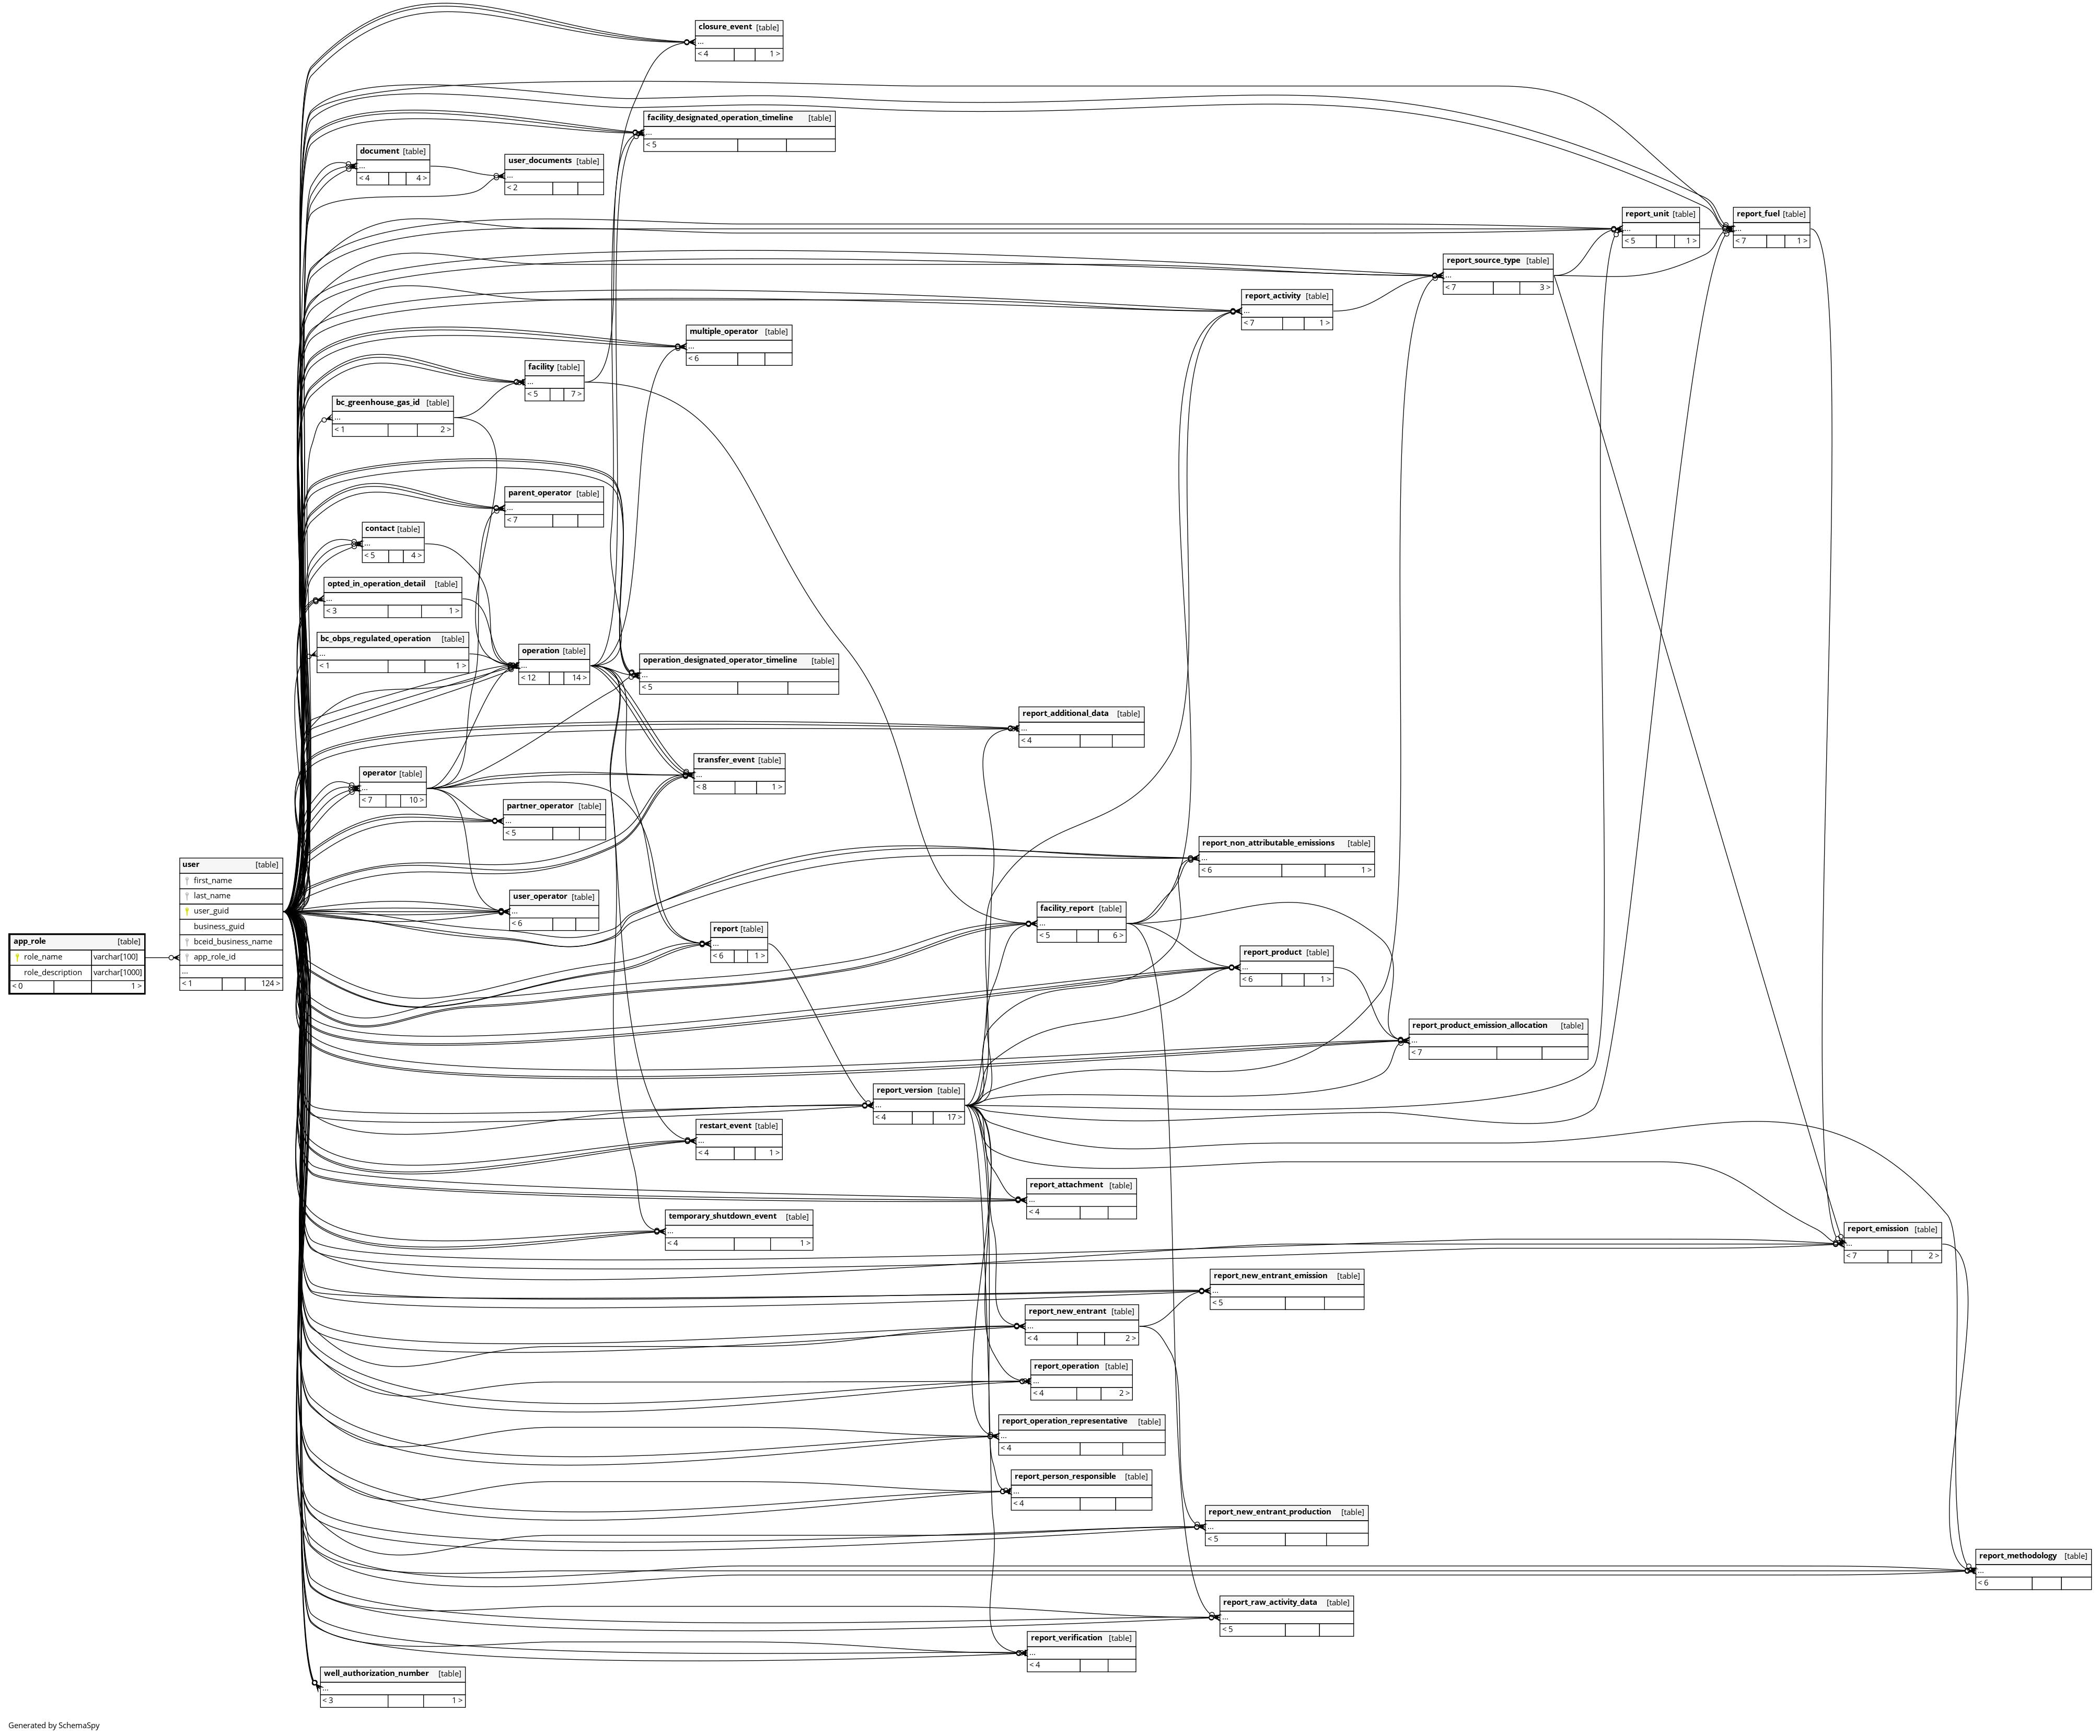 closure_event [table]
...
< 4 1 >
facility_designated_operation_timeline [table]
...
< 5
document [table]
...
< 4 4 >
user_documents [table]
...
< 2
report_unit [table]
...
< 5 1 >
report_fuel [table]
...
< 7 1 >
report_source_type [table]
...
< 7 3 >
report_activity [table]
...
< 7 1 >
multiple_operator [table]
...
< 6
facility [table]
...
< 5 7 >
bc_greenhouse_gas_id [table]
...
< 1 2 >
parent_operator [table]
...
< 7
contact [table]
...
< 5 4 >
opted_in_operation_detail [table]
...
< 3 1 >
bc_obps_regulated_operation [table]
...
< 1 1 >
operation [table]
...
< 12 14 >
operation_designated_operator_timeline [table]
...
< 5
report_additional_data [table]
...
< 4
transfer_event [table]
...
< 8 1 >
operator [table]
...
< 7 10 >
partner_operator [table]
...
< 5
report_non_attributable_emissions [table]
...
< 6 1 >
user [table]
first_name
last_name
user_guid
business_guid
bceid_business_name
app_role_id
...
< 1 124 >
user_operator [table]
...
< 6
facility_report [table]
...
< 5 6 >
report [table]
...
< 6 1 >
app_role [table]
role_name varchar[100]
role_description varchar[1000]
< 0 1 >
report_product [table]
...
< 6 1 >
report_product_emission_allocation [table]
...
< 7
report_version [table]
...
< 4 17 >
restart_event [table]
...
< 4 1 >
report_attachment [table]
...
< 4
temporary_shutdown_event [table]
...
< 4 1 >
report_emission [table]
...
< 7 2 >
report_new_entrant_emission [table]
...
< 5
report_new_entrant [table]
...
< 4 2 >
report_operation [table]
...
< 4 2 >
report_operation_representative [table]
...
< 4
report_person_responsible [table]
...
< 4
report_new_entrant_production [table]
...
< 5
report_methodology [table]
...
< 6
report_raw_activity_data [table]
...
< 5
report_verification [table]
...
< 4
well_authorization_number [table]
...
< 3 1 >
Generated by SchemaSpy